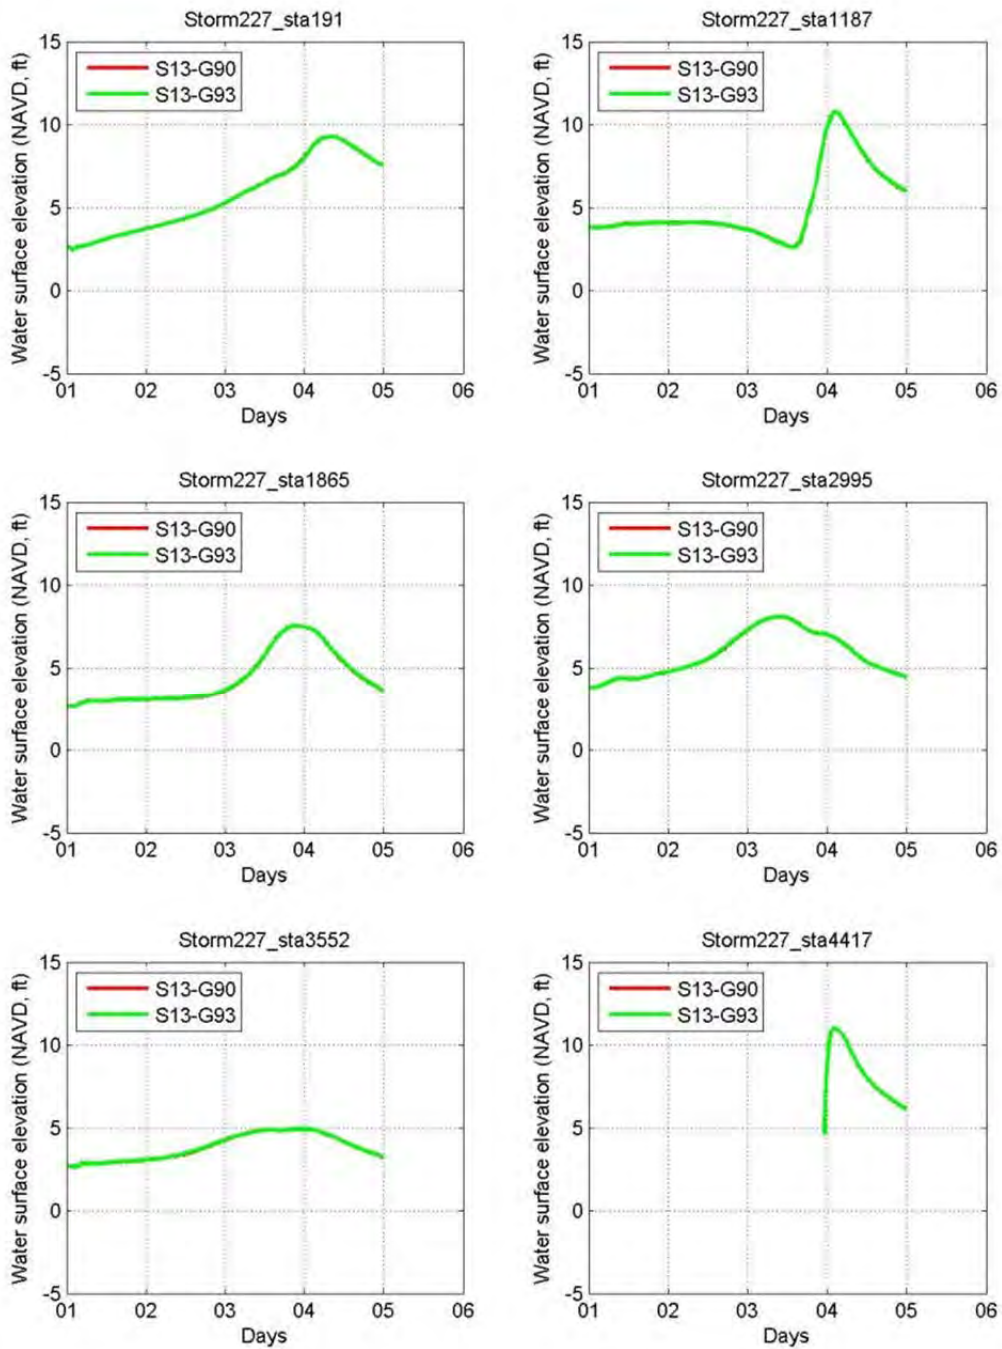 Storm227_sta191
Water surface elevation (NAVD, ft)
15
10
5
0
-5
S13-G90
S13-G93
01 02 03 04 05 06
Days
Storm227_sta1187
Water surface elevation (NAVD, ft)
15
10
5
0
-5
S13-G90
S13-G93
01 02 03 04 05 06
Days
Storm227_sta1865
Water surface elevation (NAVD, ft)
15
10
5
0
-5
S13-G90
S13-G93
01 02 03 04 05 06
Days
Storm227_sta2995
Water surface elevation (NAVD, ft)
15
10
5
0
-5
S13-G90
S13-G93
01 02 03 04 05 06
Days
Storm227_sta3552
Water surface elevation (NAVD, ft)
15
10
5
0
-5
S13-G90
S13-G93
01 02 03 04 05 06
Days
Storm227_sta4417
Water surface elevation (NAVD, ft)
15
10
5
0
-5
S13-G90
S13-G93
01 02 03 04 05 06
Days